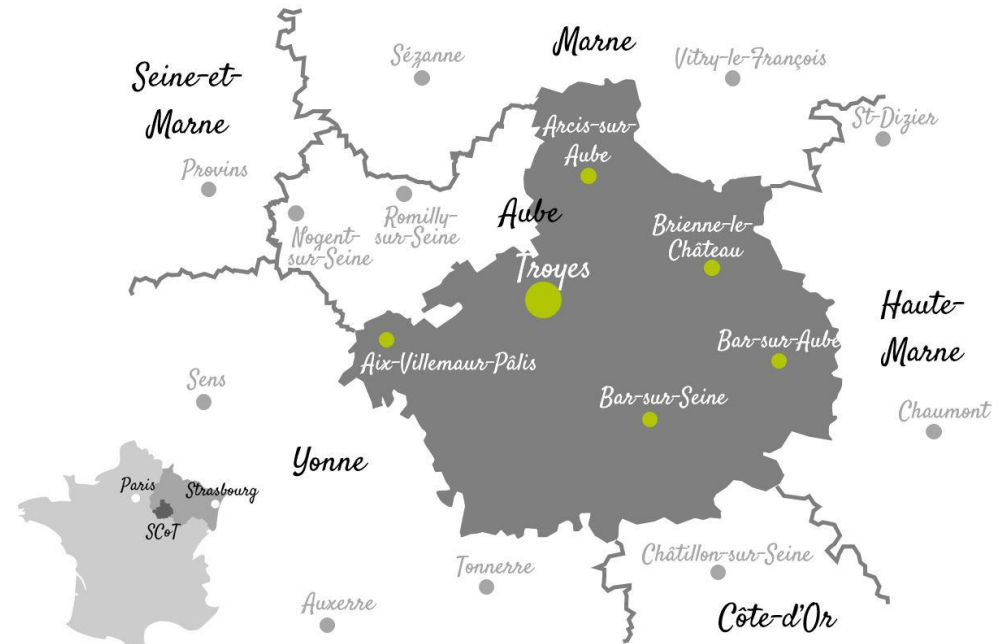 Marne
Sézanne
Vitry-le-François
Seine-et-
Marne
St-Dizier
Arcis-sur-
Aube
Provins
Aube
Romilly-
sur-Seine
Nogent-
sur-Seine
Brienne-le-
Château
Troyes
Haute-
Marne
Bar-sur-Aube
Aix-Villemaur-Pâlis
Sens
Bar-sur-Seine
Chaumont
Yonne
Paris
Strasbourg
SCoT
Châtillon-sur-Seine
Tonnerre
Auxerre
Côte-d'Or